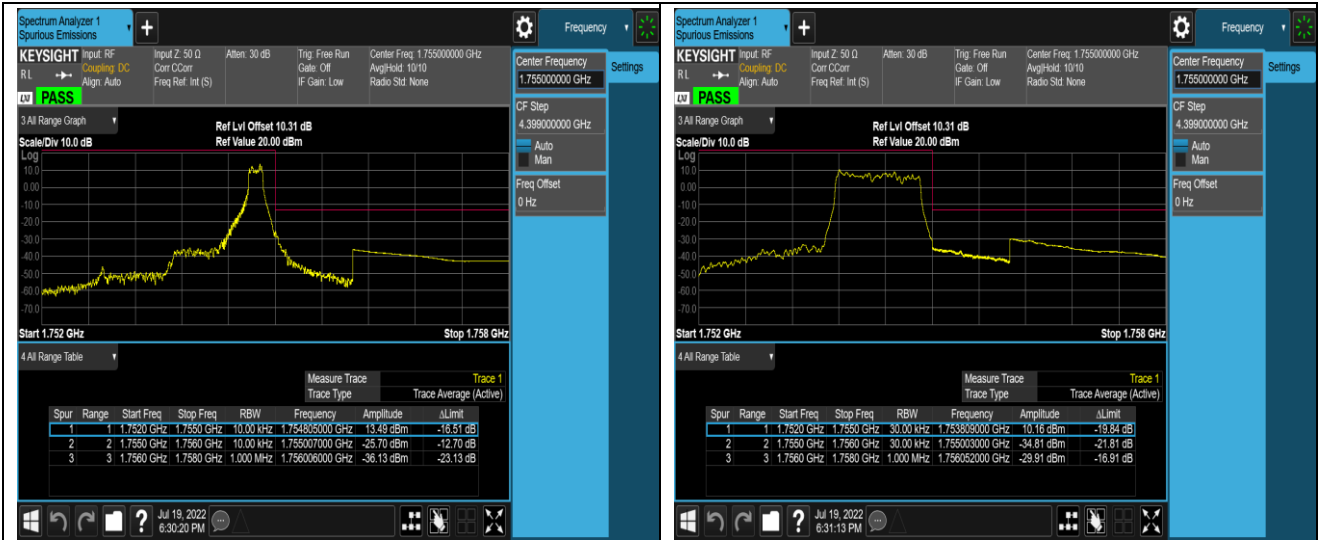 Spectrum Analyzer 1
Spurious Emissions
+
Frequency
KEYSIGHT Input: RF Input Z: 50 Ω Atten: 30 dB Trig: Free Run Center Freq: 1.755000000 GHz
RL Coupling: DC Corr CCorr Gate: Off Avg|Hold: 10/10
Align: Auto Freq Ref: Int (S) IF Gain: Low Radio Std: None
LXI PASS
3 All Range Graph
Ref Lvl Offset 10.31 dB
Scale/Div 10.0 dB Ref Value 20.00 dBm
Log
10.0
0.00
-10.0
-20.0
-30.0
-40.0
-50.0
-60.0
-70.0
Start 1.752 GHz Stop 1.758 GHz
4 All Range Table
Measure Trace Trace 1
Trace Type Trace Average (Active)
Spur Range Start Freq Stop Freq RBW Frequency Amplitude ΔLimit
1 1 1.7520 GHz 1.7550 GHz 10.00 kHz 1.754805000 GHz 13.49 dBm -16.51 dB
2 2 1.7550 GHz 1.7560 GHz 10.00 kHz 1.755007000 GHz -25.70 dBm -12.70 dB
3 3 1.7560 GHz 1.7580 GHz 1.000 MHz 1.756006000 GHz -36.13 dBm -23.13 dB
? Jul 19, 2022
6:30:20 PM
Center Frequency
1.755000000 GHz
Settings
CF Step
4.399000000 GHz
Auto
Man
Freq Offset
0 Hz
Spectrum Analyzer 1
Spurious Emissions
+
Frequency
KEYSIGHT Input: RF Input Z: 50 Ω Atten: 30 dB Trig: Free Run Center Freq: 1.755000000 GHz
RL Coupling: DC Corr CCorr Gate: Off Avg|Hold: 10/10
Align: Auto Freq Ref: Int (S) IF Gain: Low Radio Std: None
LXI PASS
3 All Range Graph
Ref Lvl Offset 10.31 dB
Scale/Div 10.0 dB Ref Value 20.00 dBm
Log
10.0
0.00
-10.0
-20.0
-30.0
-40.0
-50.0
-60.0
-70.0
Start 1.752 GHz Stop 1.758 GHz
4 All Range Table
Measure Trace Trace 1
Trace Type Trace Average (Active)
Spur Range Start Freq Stop Freq RBW Frequency Amplitude ΔLimit
1 1 1.7520 GHz 1.7550 GHz 30.00 kHz 1.753809000 GHz 10.16 dBm -19.84 dB
2 2 1.7550 GHz 1.7560 GHz 30.00 kHz 1.755003000 GHz -34.81 dBm -21.81 dB
3 3 1.7560 GHz 1.7580 GHz 1.000 MHz 1.756052000 GHz -29.91 dBm -16.91 dB
? Jul 19, 2022
6:31:13 PM
Center Frequency
1.755000000 GHz
Settings
CF Step
4.399000000 GHz
Auto
Man
Freq Offset
0 Hz